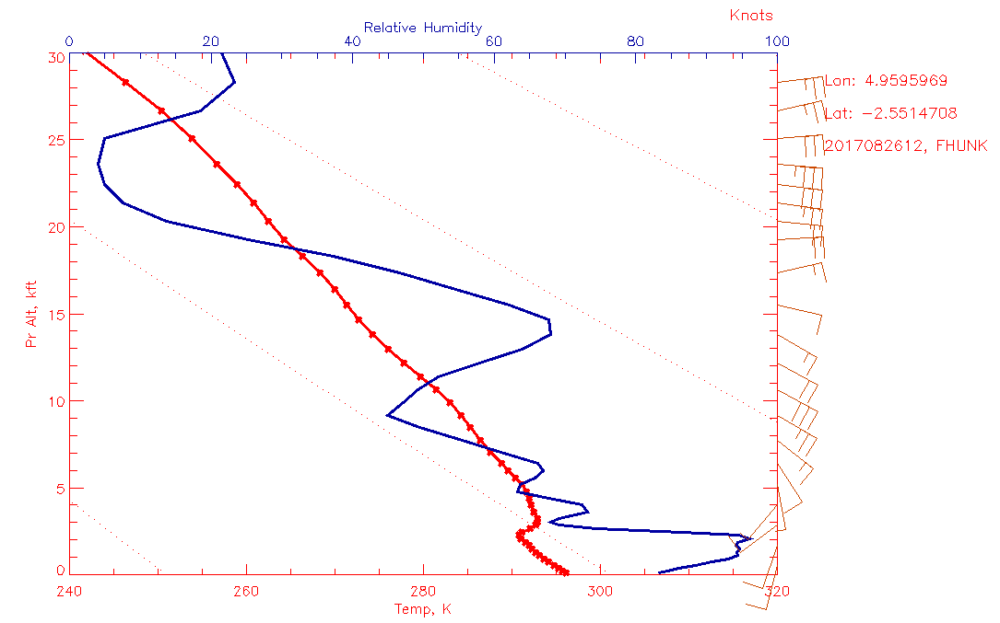 Knots
Relative Humidity
0 20 40 60 80 100
30
25
20
15
10
5
0
Pr Alt, kft
240 260 280 300 320
Temp, K
Lon: 4.9595969
Lat: -2.5514708
2017082612, FHUNK